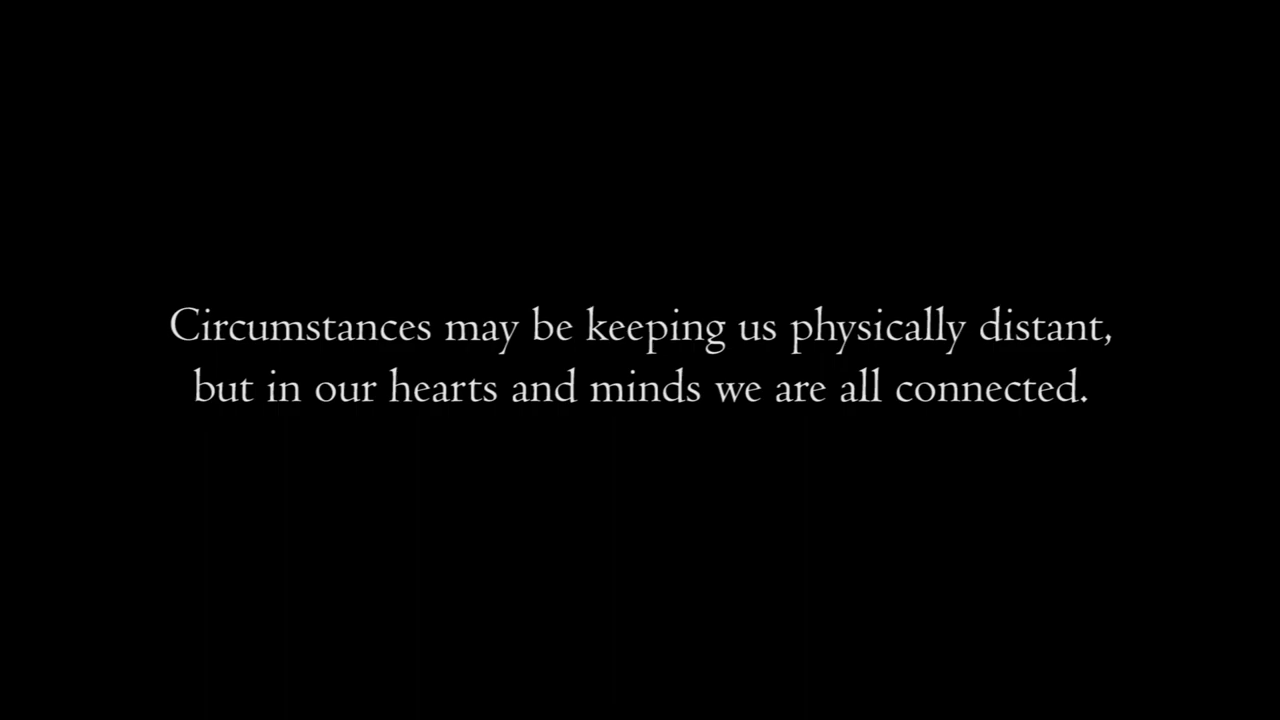 Circumstances may be keeping us physically distant,
but in our hearts and minds we are all connected.